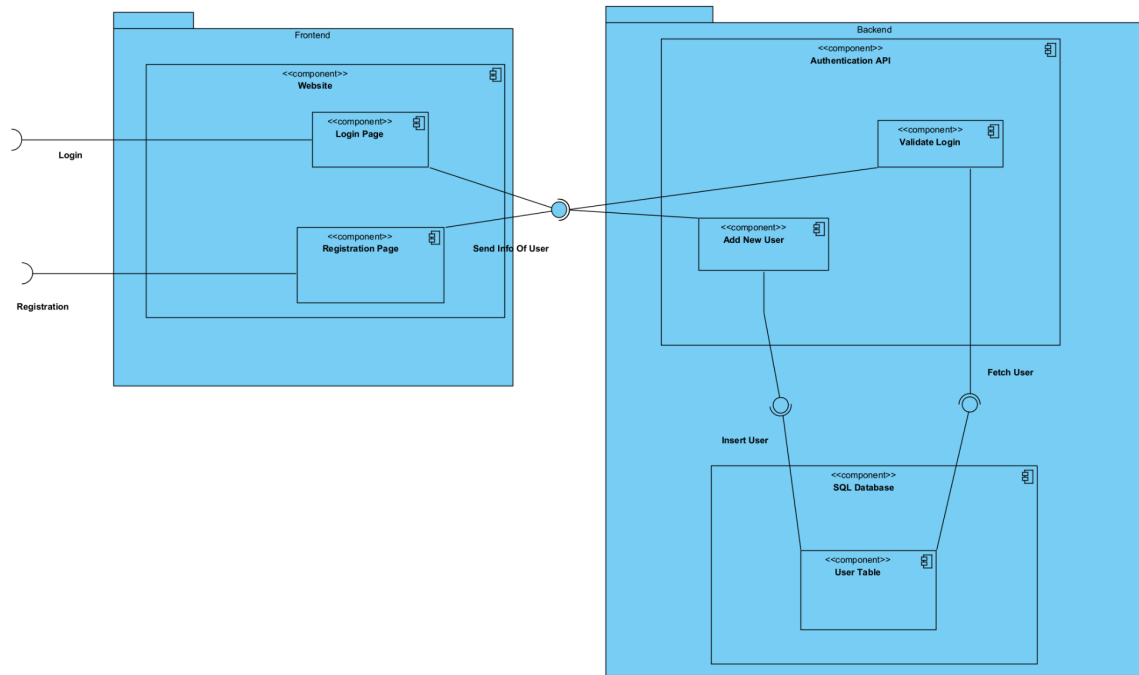 Frontend
<<component>>
Website
<<component>>
Login Page
Login
<<component>>
Registration Page
Registration
Send Info Of User
Backend
<<component>>
Authentication API
<<component>>
Validate Login
<<component>>
Add New User
Fetch User
Insert User
<<component>>
SQL Database
<<component>>
User Table